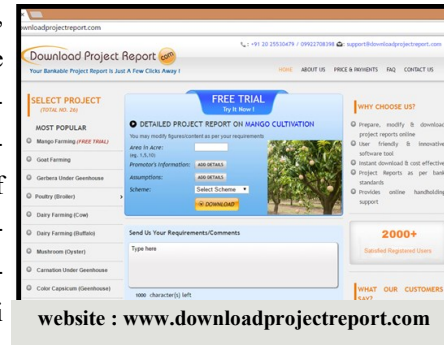 wnloadprojectreport.com
: +91 20 25530479 / 09922708398 : support@downloadprojectreport.com
Download Project Report .com
Your Bankable Project Report is Just A Few Clicks Away !
HOME ABOUT US PRICE & PAYMENTS FAQ CONTACT US
SELECT PROJECT
(TOTAL NO. 26)
MOST POPULAR
Mango Farming (FREE TRIAL)
Goat Farming
Gerbera Under Geenhouse
Poultry (Broiler)
Dairy Farming (Cow)
Dairy Farming (Buffalo)
Mushroom (Oyster)
Carnation Under Geenhouse
Color Capsicum (Greenhouse)
FREE TRIAL
Try It Now !
DETAILED PROJECT REPORT ON MANGO CULTIVATION
You may modify figures/content as per your requirements
Area In Acre:
(eg. 1,5,10)
Promotor's Information: ADD DETAILS
Assumptions: ADD DETAILS
Scheme: Select Scheme
DOWNLOAD
Send Us Your Requirements/Comments
Type here
1000 character(s) left
WHY CHOOSE US?
Prepare, modify & download
project reports online
User friendly & innovative
software tool
Instant download & cost effective
Project Reports as per bank
standards
Provides online handholding
support
2000+
Satisfied Registered Users
WHAT OUR CUSTOMERS
SAY?
website : www.downloadprojectreport.com